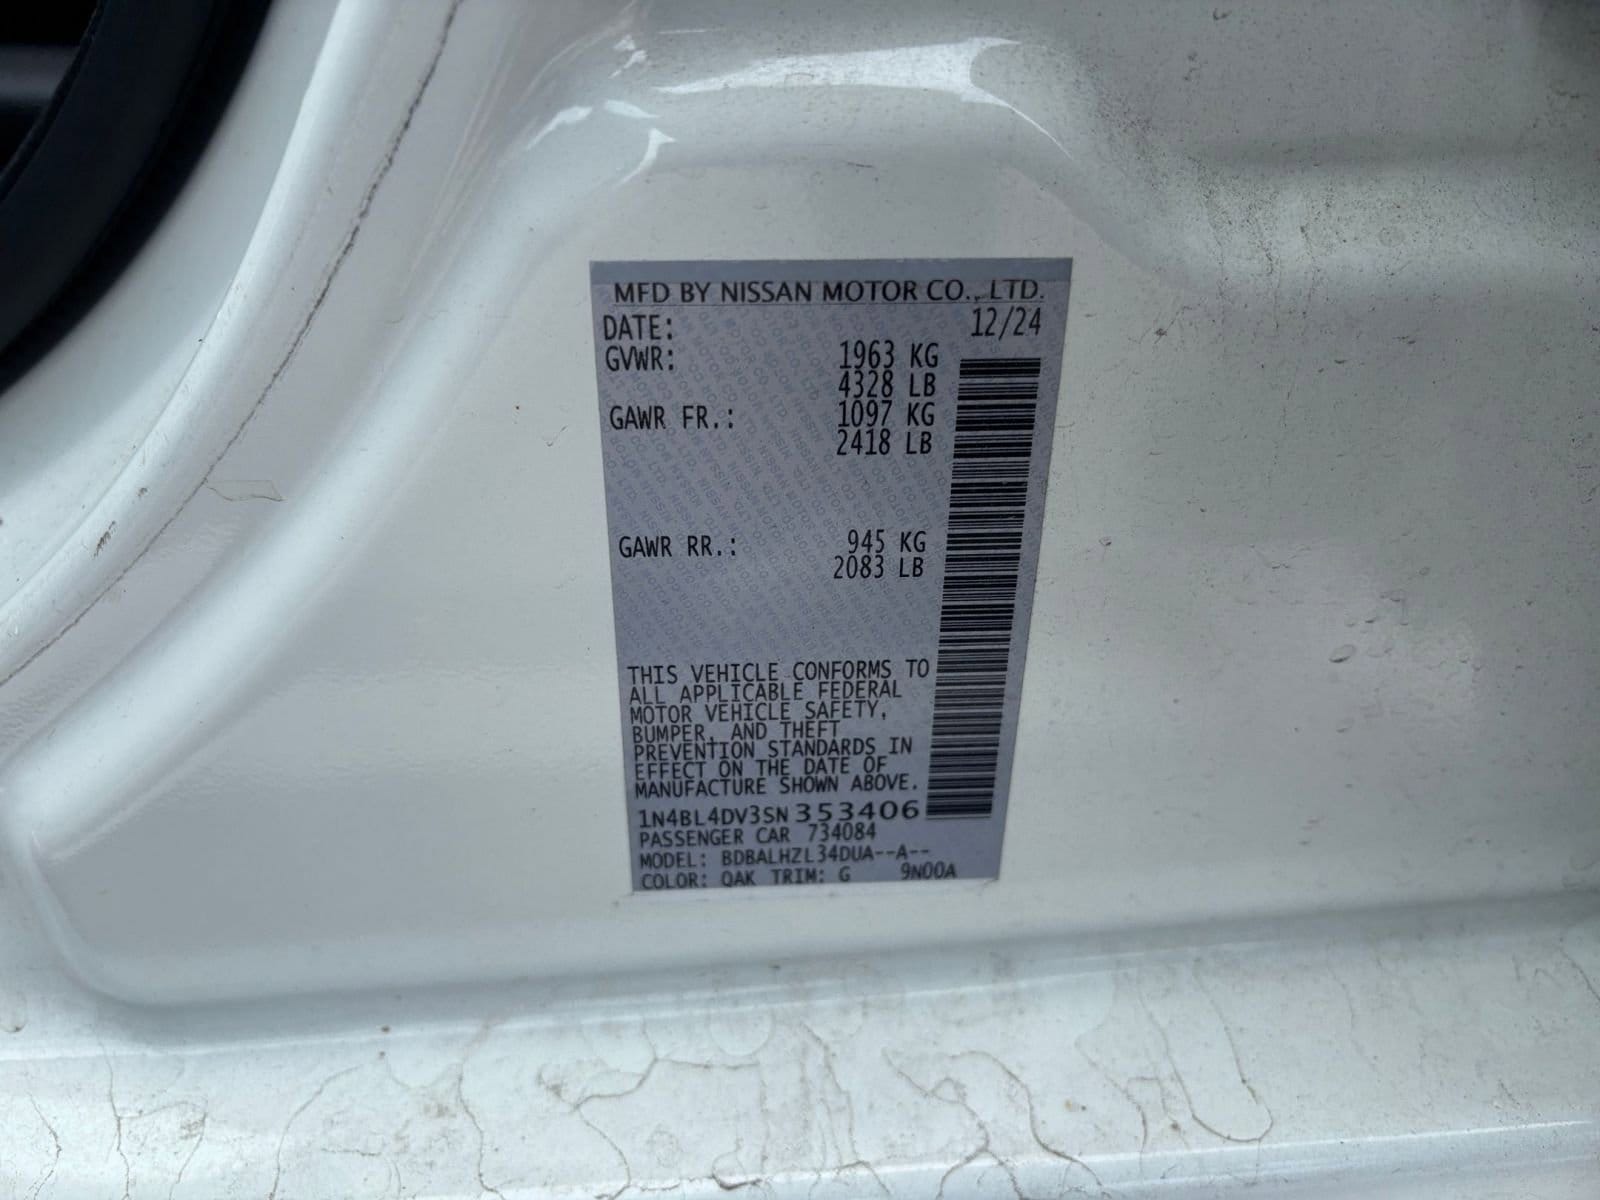 MFD BY NISSAN MOTOR CO., LTD.
DATE: 12/24
GVWR: 1963 KG
4328 LB
GAWR FR.: 1097 KG
2418 LB
GAWR RR.: 945 KG
2083 LB
THIS VEHICLE CONFORMS TO
ALL APPLICABLE FEDERAL
MOTOR VEHICLE SAFETY,
BUMPER, AND THEFT
PREVENTION STANDARDS IN
EFFECT ON THE DATE OF
MANUFACTURE SHOWN ABOVE.
1N4BL4DV3SN353406
PASSENGER CAR 734084
MODEL: BDBALHZL34DUA--A--
COLOR: QAK TRIM: G 9N00A